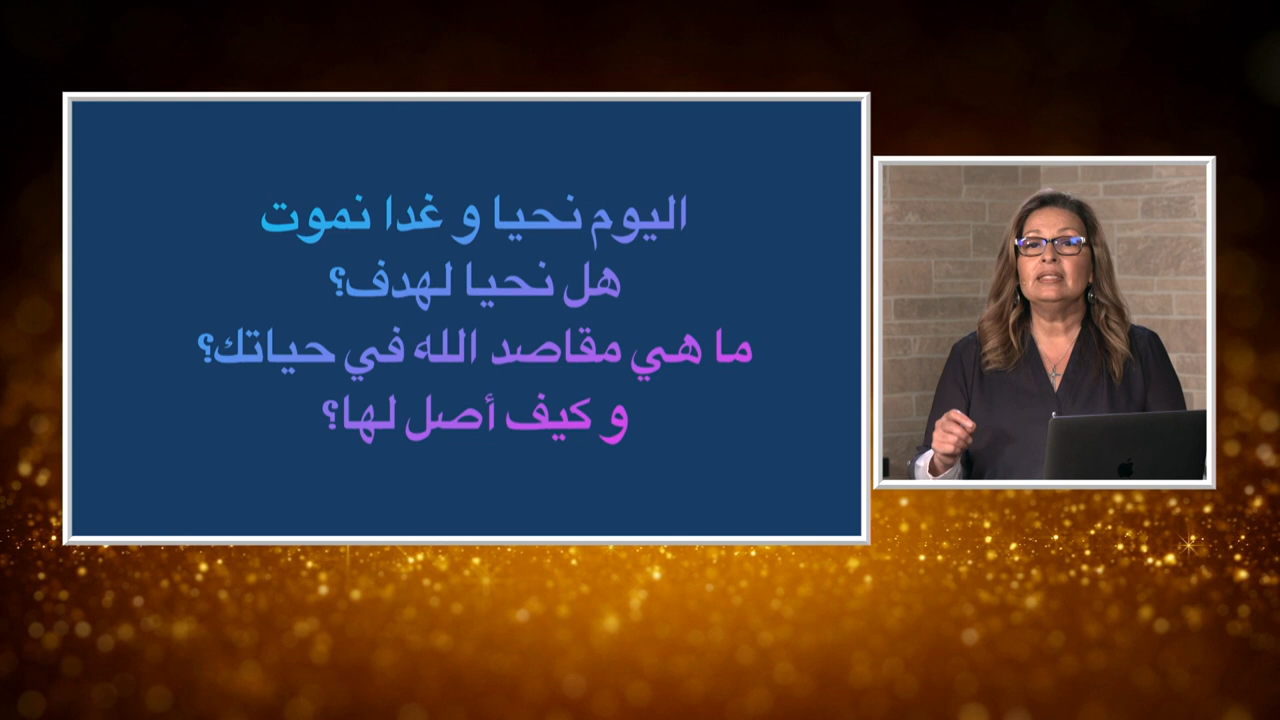 اليوم نحيا و غدا نموت
هل نحيا لهدف؟
ما هي مقاصد الله في حياتك؟
و كيف أصل لها؟